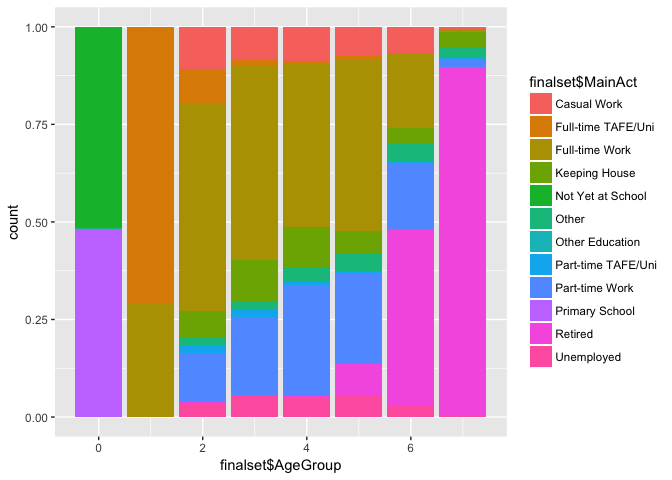 1.00
0.75
0.50
0.25
0.00
count
0 2 4 6
finalset$AgeGroup
finalset$MainAct
Casual Work
Full-time TAFE/Uni
Full-time Work
Keeping House
Not Yet at School
Other
Other Education
Part-time TAFE/Uni
Part-time Work
Primary School
Retired
Unemployed